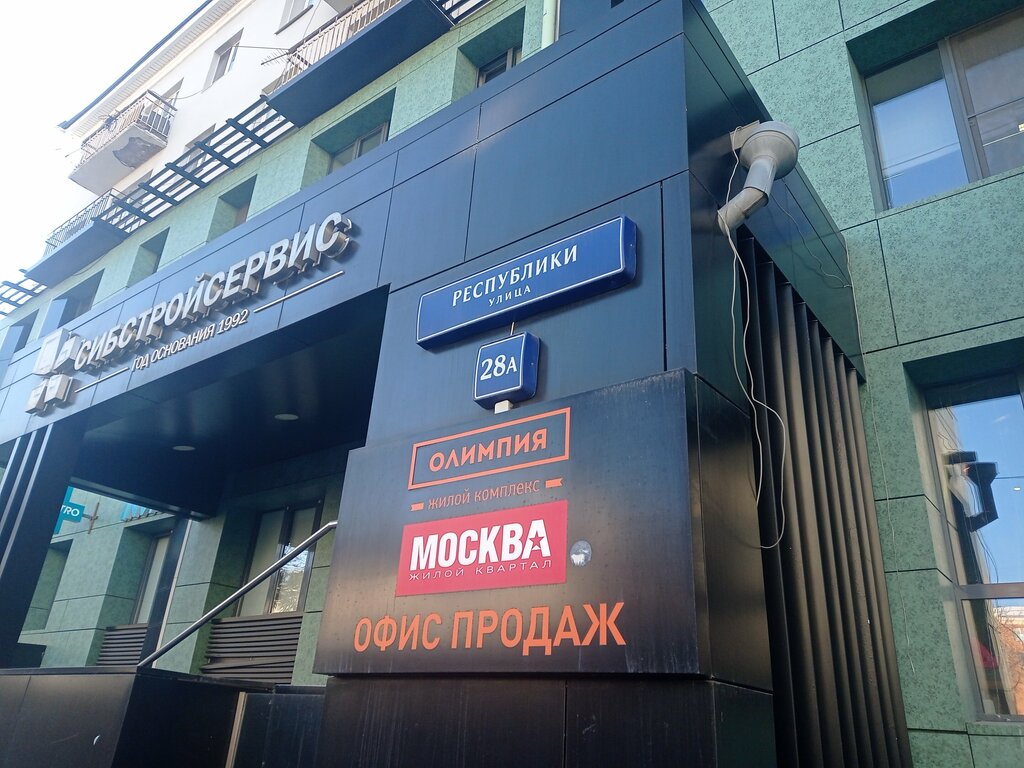 СИБСТРОЙСЕРВИС
ГОД ОСНОВАНИЯ 1992
РЕСПУБЛИКИ
УЛИЦА
28А
ОЛИМПИЯ
ЖИЛОЙ КОМПЛЕКС
МОСКВА
ЖИЛОЙ КВАРТАЛ
ОФИС ПРОДАЖ